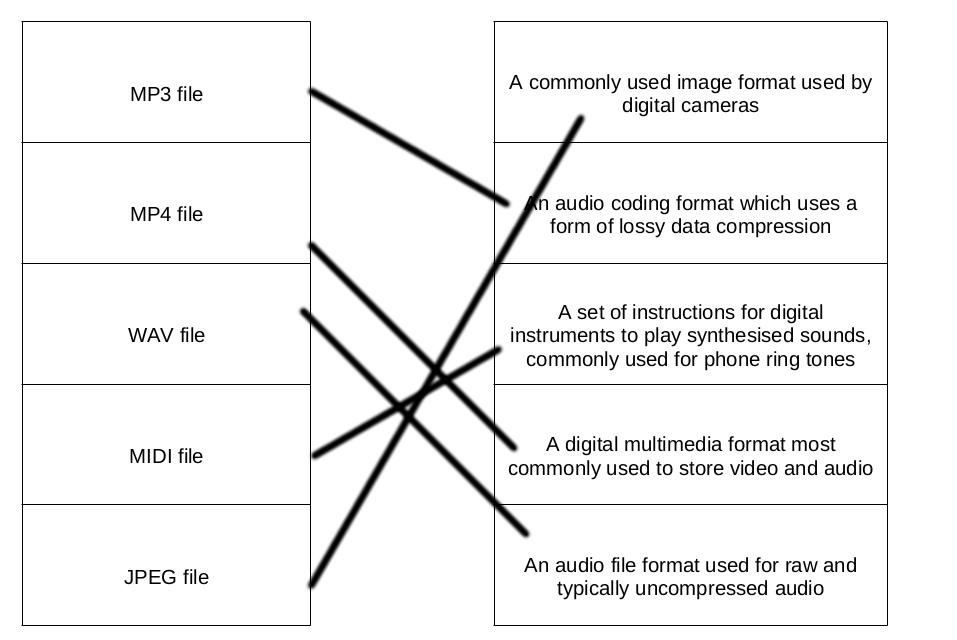 MP3 file
A commonly used image format used by
digital cameras
MP4 file
An audio coding format which uses a
form of lossy data compression
WAV file
A set of instructions for digital
instruments to play synthesised sounds,
commonly used for phone ring tones
MIDI file
A digital multimedia format most
commonly used to store video and audio
JPEG file
An audio file format used for raw and
typically uncompressed audio